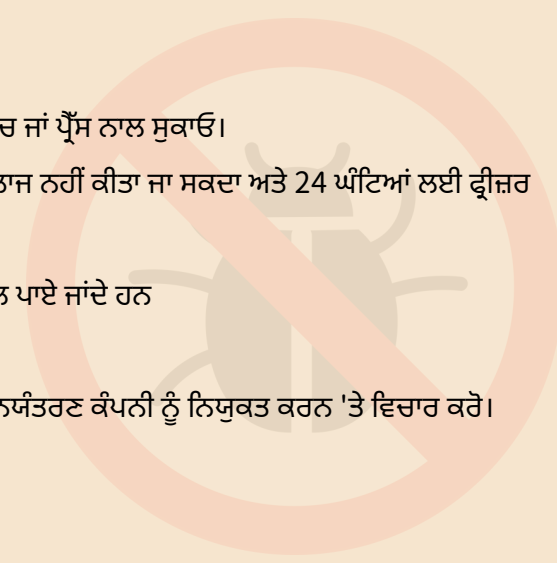 ਚ ਜਾਂ ਪ੍ਰੈੱਸ ਨਾਲ ਸੁਕਾਓ।
ਲਾਜ ਨਹੀਂ ਕੀਤਾ ਜਾ ਸਕਦਾ ਅਤੇ 24 ਘੰਟਿਆਂ ਲਈ ਫ੍ਰੀਜ਼ਰ
ਲ ਪਾਏ ਜਾਂਦੇ ਹਨ
ਨਯੰਤਰਣ ਕੰਪਨੀ ਨੂੰ ਨਿਯੁਕਤ ਕਰਨ 'ਤੇ ਵਿਚਾਰ ਕਰੋ।